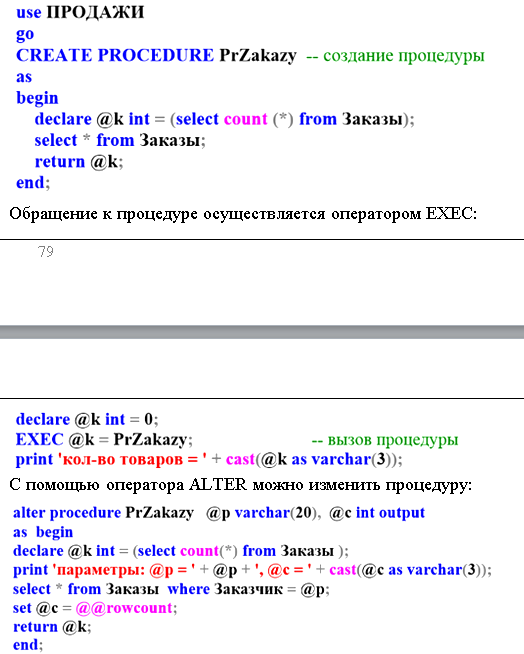 use ПРОДАЖИ
go
CREATE PROCEDURE PrZakazy -- создание процедуры
as
begin
declare @k int = (select count (*) from Заказы);
select * from Заказы;
return @k;
end;
Обращение к процедуре осуществляется оператором EXEC:
79
declare @k int = 0;
EXEC @k = PrZakazy; -- вызов процедуры
print 'кол-во товаров = ' + cast(@k as varchar(3));
С помощью оператора ALTER можно изменить процедуру:
alter procedure PrZakazy @p varchar(20), @c int output
as begin
declare @k int = (select count(*) from Заказы );
print 'параметры: @p = ' + @p + ', @c = ' + cast(@c as varchar(3));
select * from Заказы where Заказчик = @p;
set @c = @@rowcount;
return @k;
end;